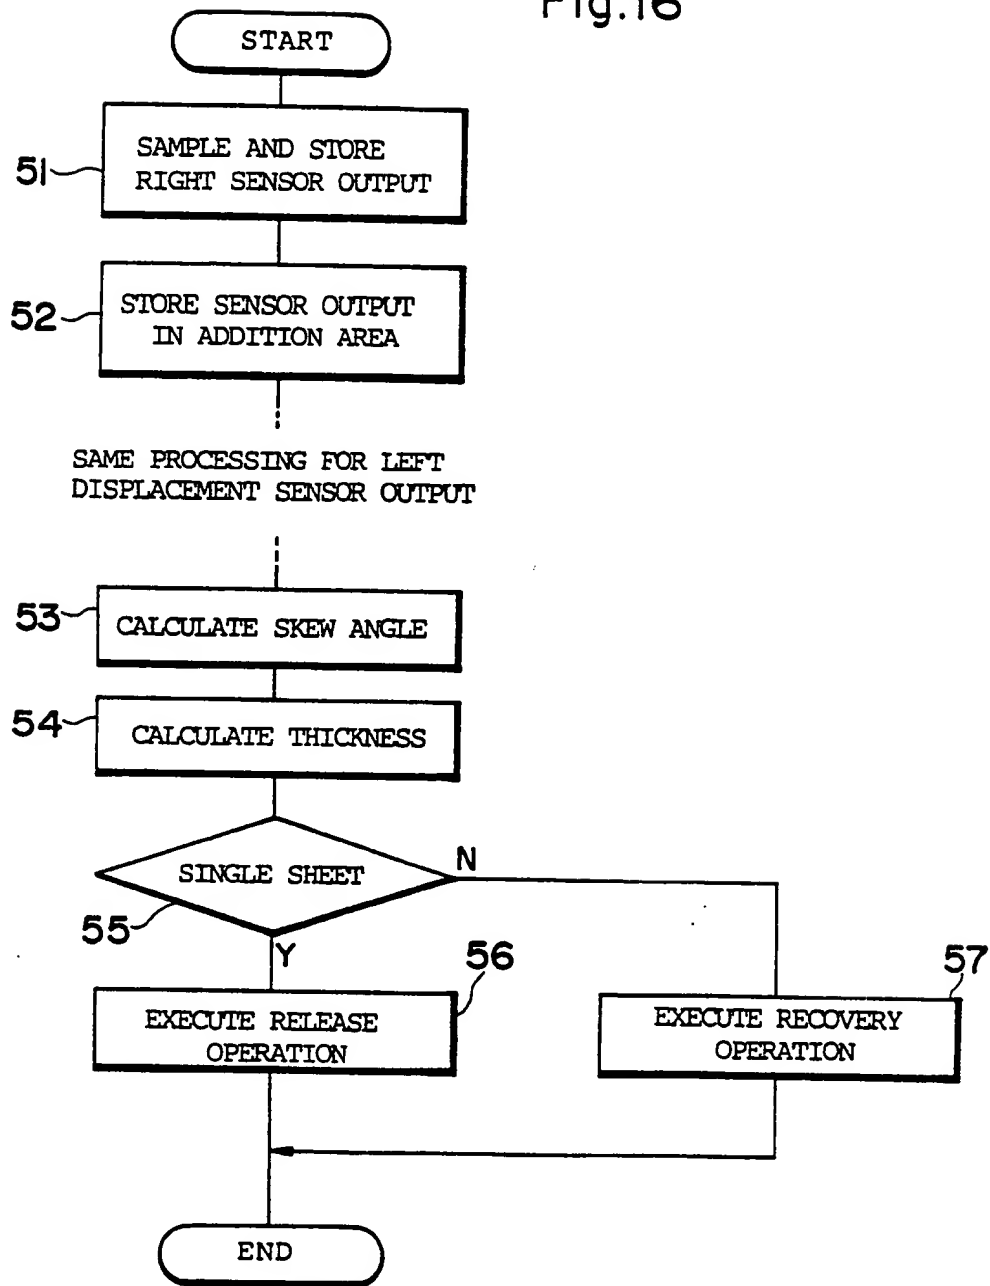 Fig.16
START
51
SAMPLE AND STORE
RIGHT SENSOR OUTPUT
52
STORE SENSOR OUTPUT
IN ADDITION AREA
SAME PROCESSING FOR LEFT
DISPLACEMENT SENSOR OUTPUT
53
CALCULATE SKEW ANGLE
54
CALCULATE THICKNESS
SINGLE SHEET
N
55
Y
56
57
EXECUTE RELEASE
OPERATION
EXECUTE RECOVERY
OPERATION
END